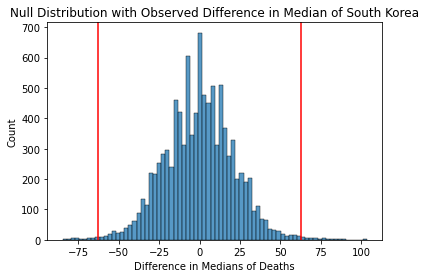 Null Distribution with Observed Difference in Median of South Korea
700
600
500
400
300
200
100
0
Count
−75 −50 −25 0 25 50 75 100
Difference in Medians of Deaths